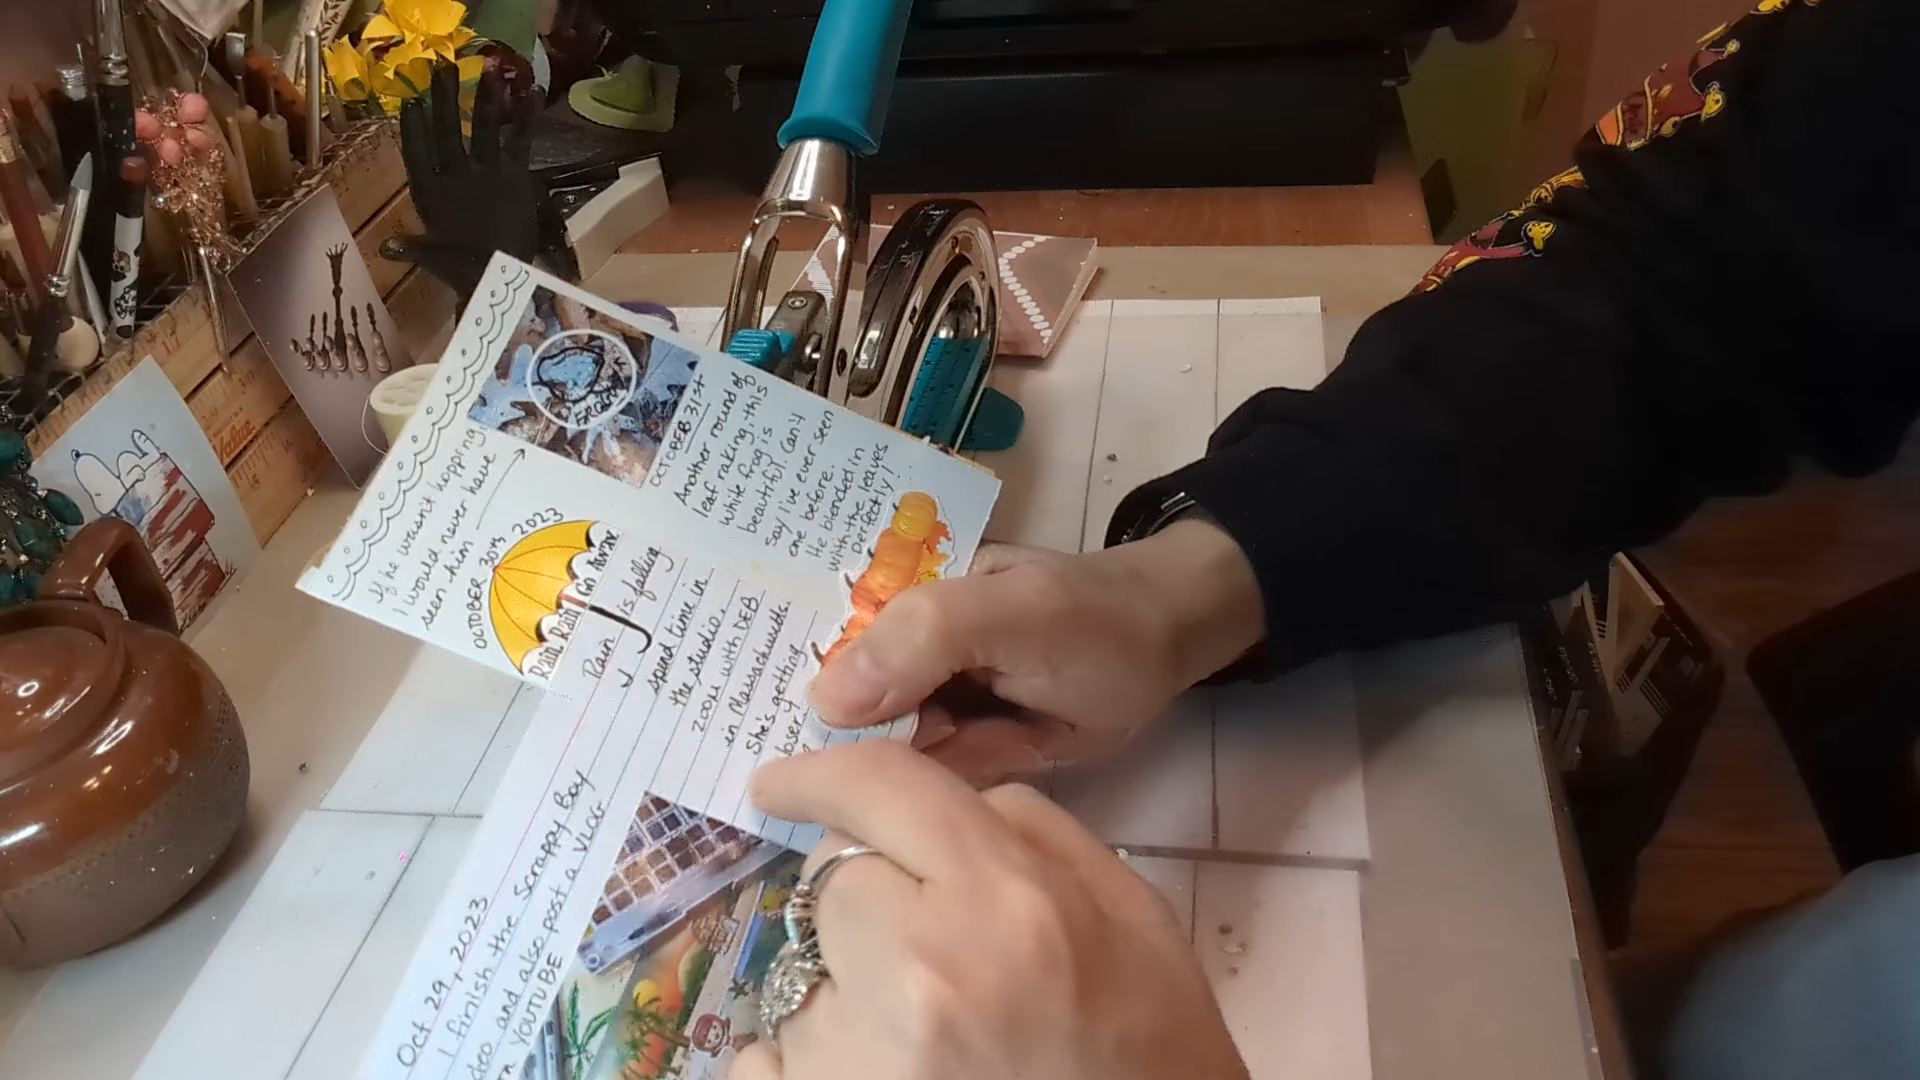 If he wasn't hopping,
I would never have
seen him
FROG
OCTOBER 31st
Another round of
leaf raking, this
white frog is
beautiful. Can't
say I've ever seen
one before.
He blended in
with the leaves
perfectly!
OCTOBER 30th 2023
Rain Rain Go Away
Rain is falling
I spend time in
the studio.
ZOOM with DEB
in Massachusetts.
She's getting
Oct 29, 2023
I finish the Scrappy Boy
and also post a VLOG
on YOUTUBE
Value